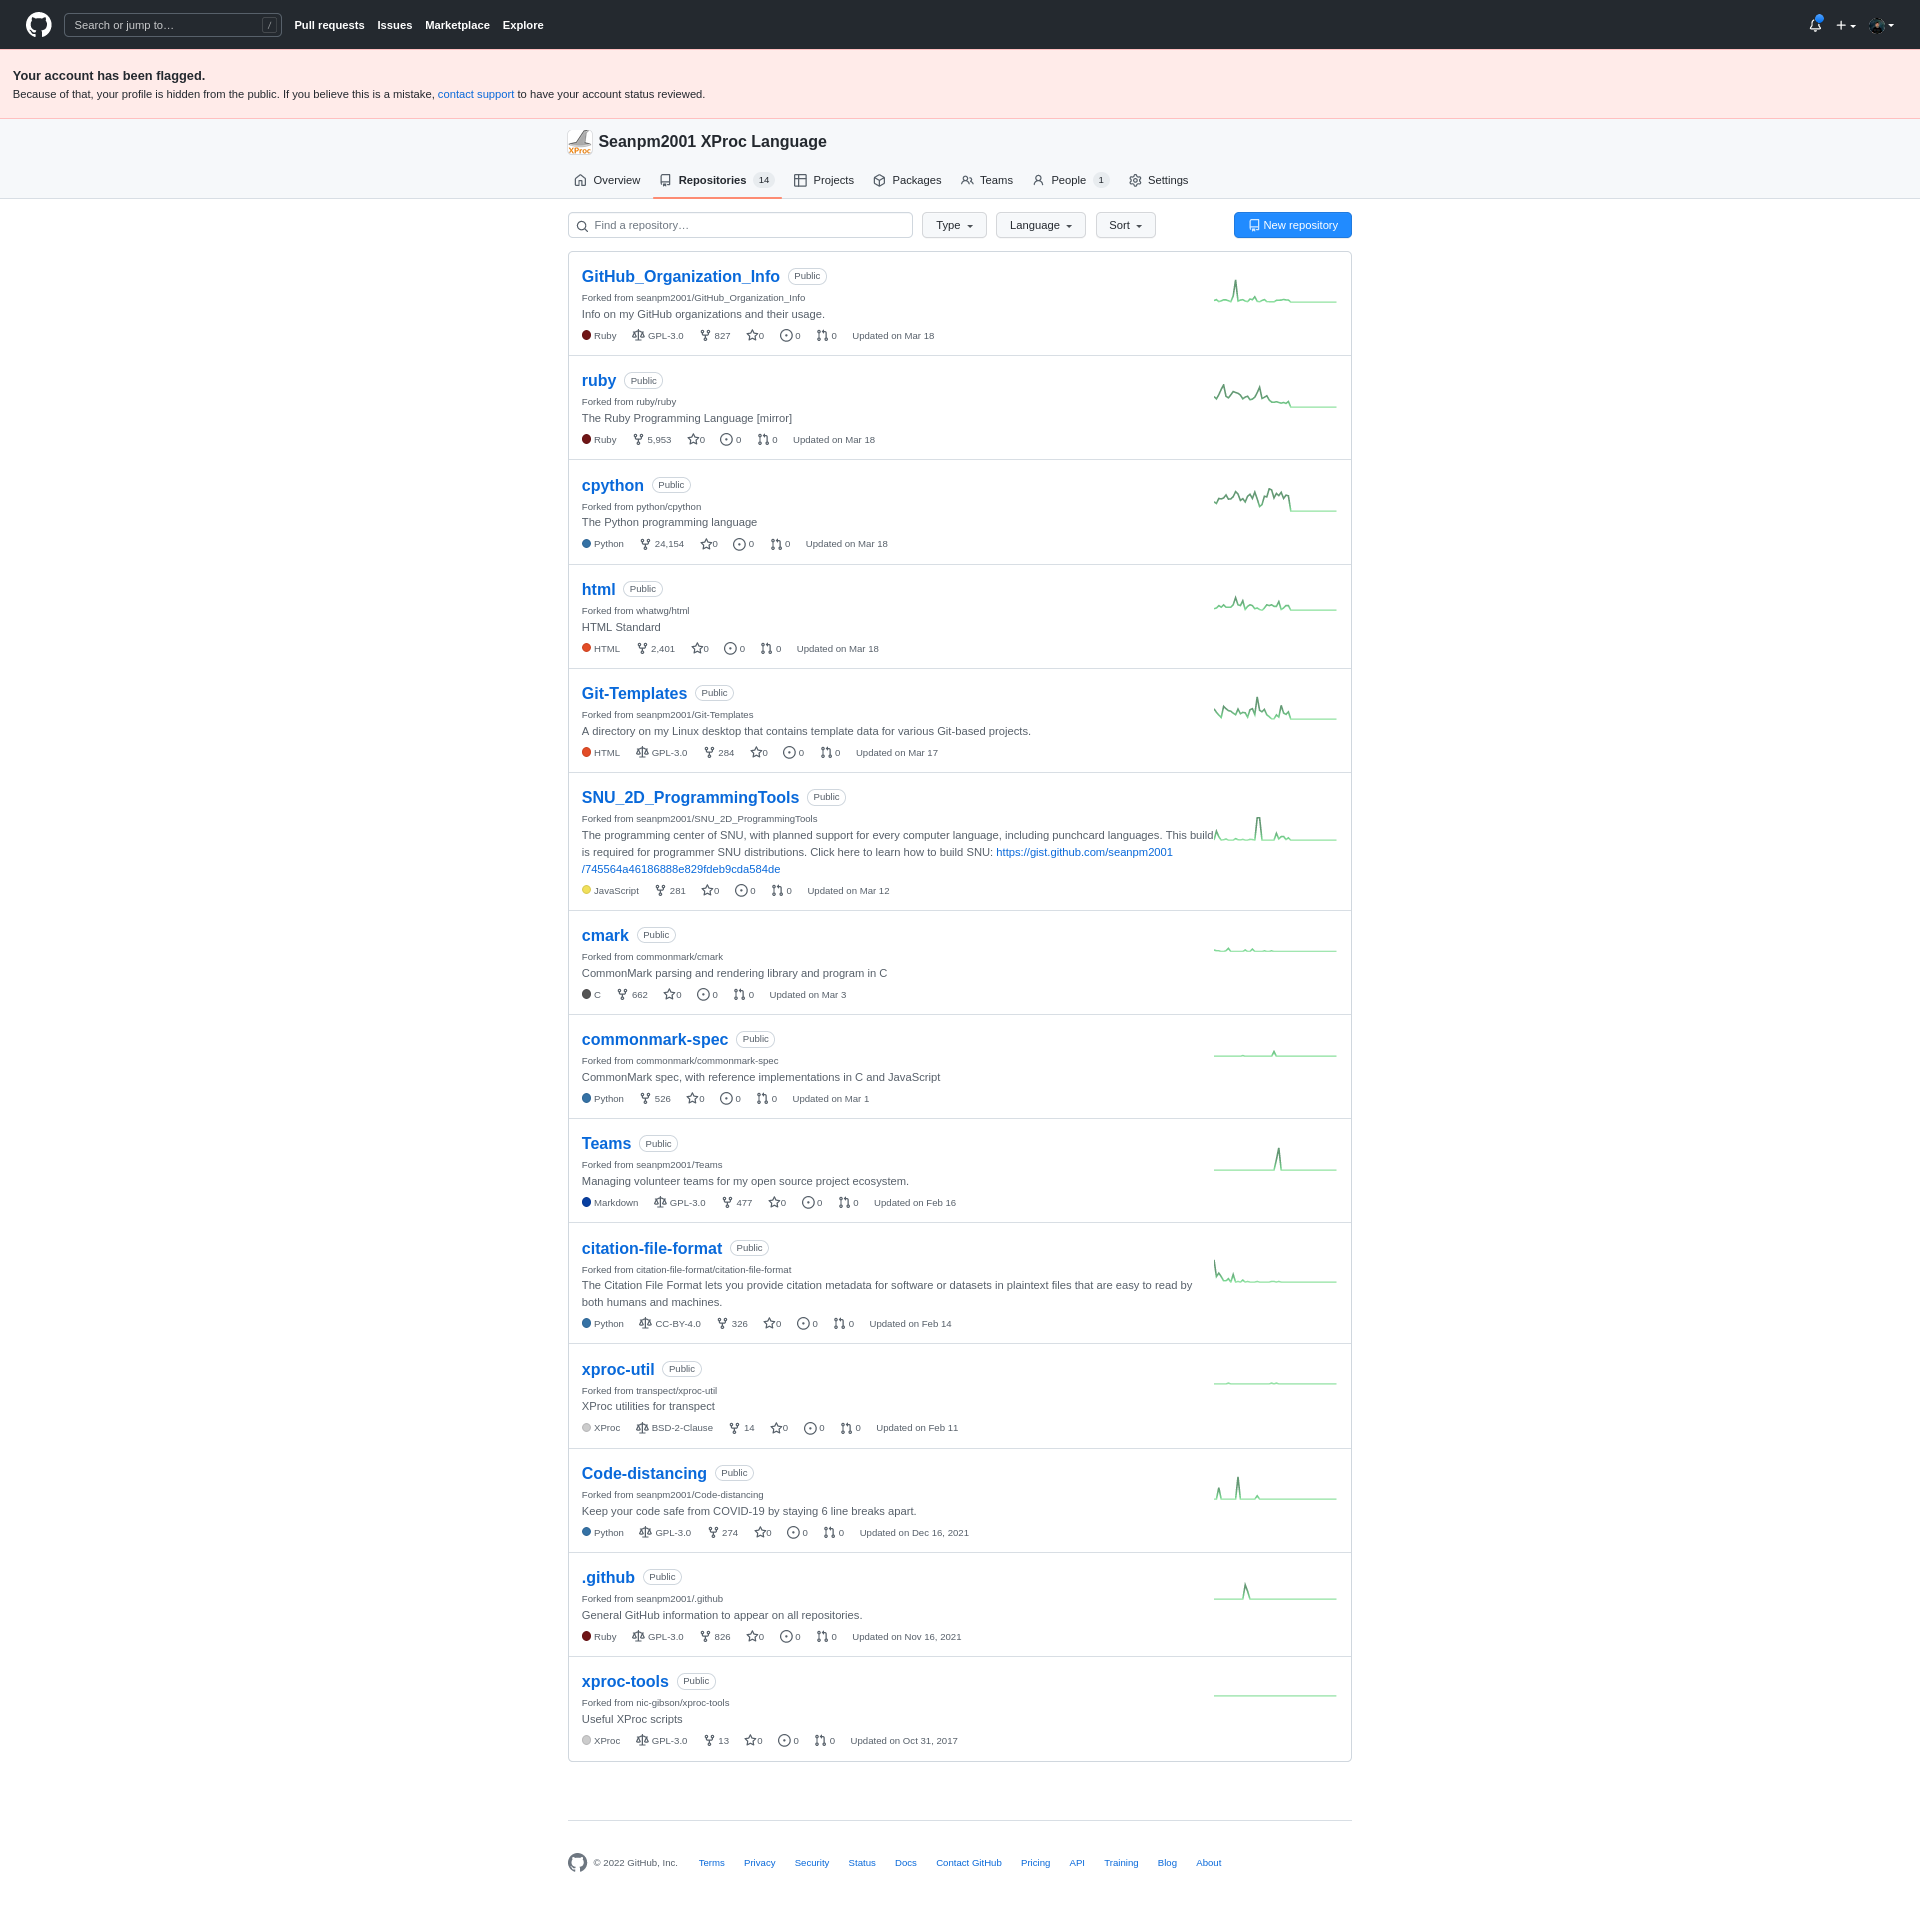 Search or jump to… /
Pull requests Issues Marketplace Explore
Your account has been flagged.
Because of that, your profile is hidden from the public. If you believe this is a mistake, contact support to have your account status reviewed.
XProc Seanpm2001 XProc Language
Overview Repositories 14 Projects Packages Teams People 1 Settings
Find a repository… Type Language Sort New repository
GitHub_Organization_Info Public
Forked from seanpm2001/GitHub_Organization_Info
Info on my GitHub organizations and their usage.
Ruby GPL-3.0 827 0 0 0 Updated on Mar 18
ruby Public
Forked from ruby/ruby
The Ruby Programming Language [mirror]
Ruby 5,953 0 0 0 Updated on Mar 18
cpython Public
Forked from python/cpython
The Python programming language
Python 24,154 0 0 0 Updated on Mar 18
html Public
Forked from whatwg/html
HTML Standard
HTML 2,401 0 0 0 Updated on Mar 18
Git-Templates Public
Forked from seanpm2001/Git-Templates
A directory on my Linux desktop that contains template data for various Git-based projects.
HTML GPL-3.0 284 0 0 0 Updated on Mar 17
SNU_2D_ProgrammingTools Public
Forked from seanpm2001/SNU_2D_ProgrammingTools
The programming center of SNU, with planned support for every computer language, including punchcard languages. This build
is required for programmer SNU distributions. Click here to learn how to build SNU: https://gist.github.com/seanpm2001
/745564a46186888e829fdeb9cda584de
JavaScript 281 0 0 0 Updated on Mar 12
cmark Public
Forked from commonmark/cmark
CommonMark parsing and rendering library and program in C
C 662 0 0 0 Updated on Mar 3
commonmark-spec Public
Forked from commonmark/commonmark-spec
CommonMark spec, with reference implementations in C and JavaScript
Python 526 0 0 0 Updated on Mar 1
Teams Public
Forked from seanpm2001/Teams
Managing volunteer teams for my open source project ecosystem.
Markdown GPL-3.0 477 0 0 0 Updated on Feb 16
citation-file-format Public
Forked from citation-file-format/citation-file-format
The Citation File Format lets you provide citation metadata for software or datasets in plaintext files that are easy to read by
both humans and machines.
Python CC-BY-4.0 326 0 0 0 Updated on Feb 14
xproc-util Public
Forked from transpect/xproc-util
XProc utilities for transpect
XProc BSD-2-Clause 14 0 0 0 Updated on Feb 11
Code-distancing Public
Forked from seanpm2001/Code-distancing
Keep your code safe from COVID-19 by staying 6 line breaks apart.
Python GPL-3.0 274 0 0 0 Updated on Dec 16, 2021
.github Public
Forked from seanpm2001/.github
General GitHub information to appear on all repositories.
Ruby GPL-3.0 826 0 0 0 Updated on Nov 16, 2021
xproc-tools Public
Forked from nic-gibson/xproc-tools
Useful XProc scripts
XProc GPL-3.0 13 0 0 0 Updated on Oct 31, 2017
© 2022 GitHub, Inc. Terms Privacy Security Status Docs Contact GitHub Pricing API Training Blog About